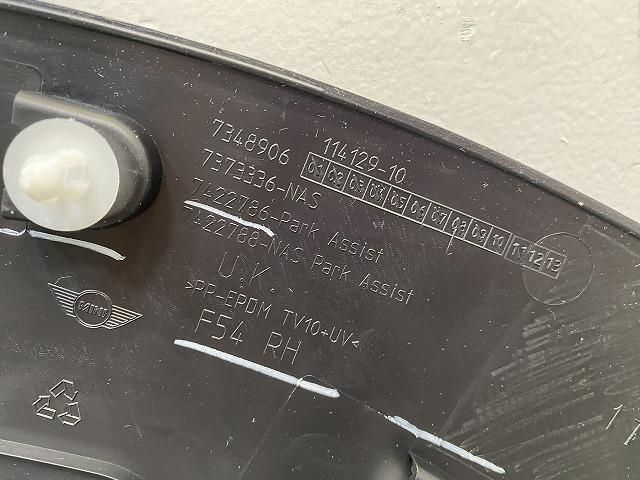 7348906 114129-10
7373336-NAS 01 02 03 04 05 06 07 08 09 10 11 12 13
7422786-Park Assist
7422788-NAS Park Assist
U.K.
>PP-EPDM TV10+UV<
MINI
F54 RH